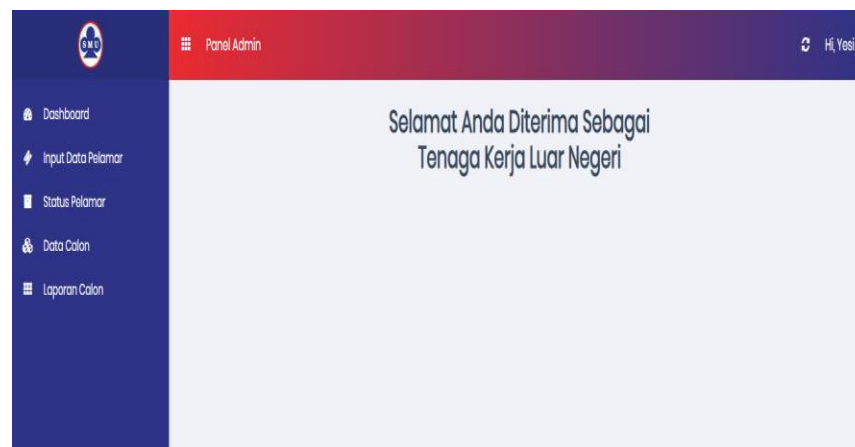 SMU
Panel Admin
Hi, Yesi
Dashboard
Input Data Pelamar
Status Pelamar
Data Calon
Laporan Calon
Selamat Anda Diterima Sebagai
Tenaga Kerja Luar Negeri